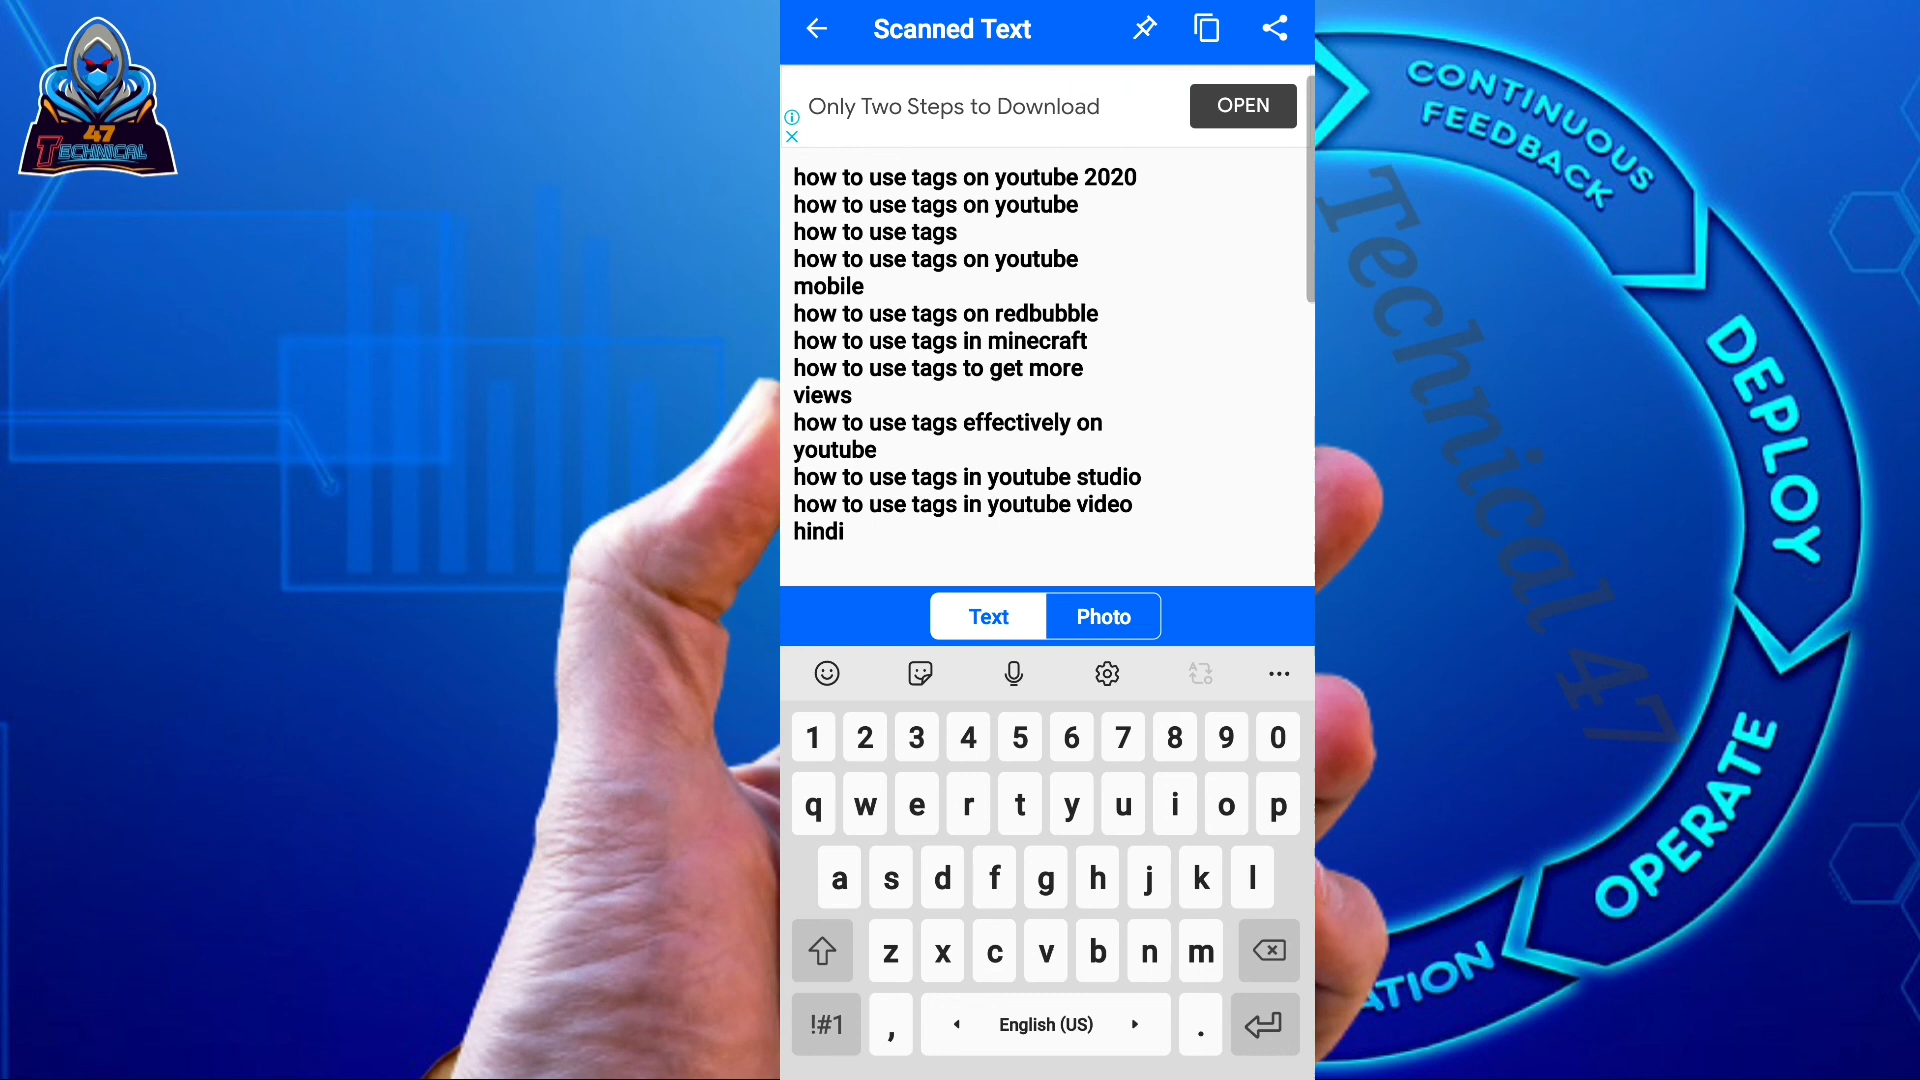 47
TECHNICAL
Scanned Text
Only Two Steps to Download
OPEN
how to use tags on youtube 2020
how to use tags on youtube
how to use tags
how to use tags on youtube
mobile
how to use tags on redbubble
how to use tags in minecraft
how to use tags to get more
views
how to use tags effectively on
youtube
how to use tags in youtube studio
how to use tags in youtube video
hindi
Text Photo
1 2 3 4 5 6 7 8 9 0
q w e r t y u i o p
a s d f g h j k l
z x c v b n m
!#1 , English (US) .
CONTINUOUS
FEEDBACK
DEPLOY
OPERATE
ATION
Technical 47